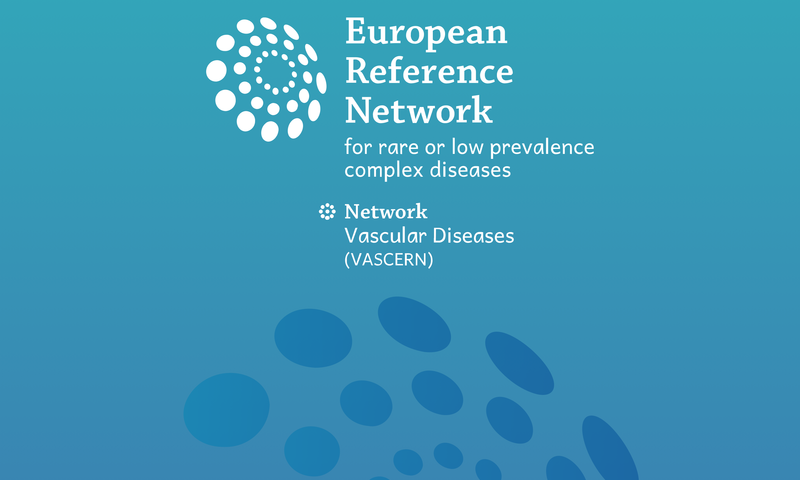 European
Reference
Network
for rare or low prevalence
complex diseases
Network
Vascular Diseases
(VASCERN)